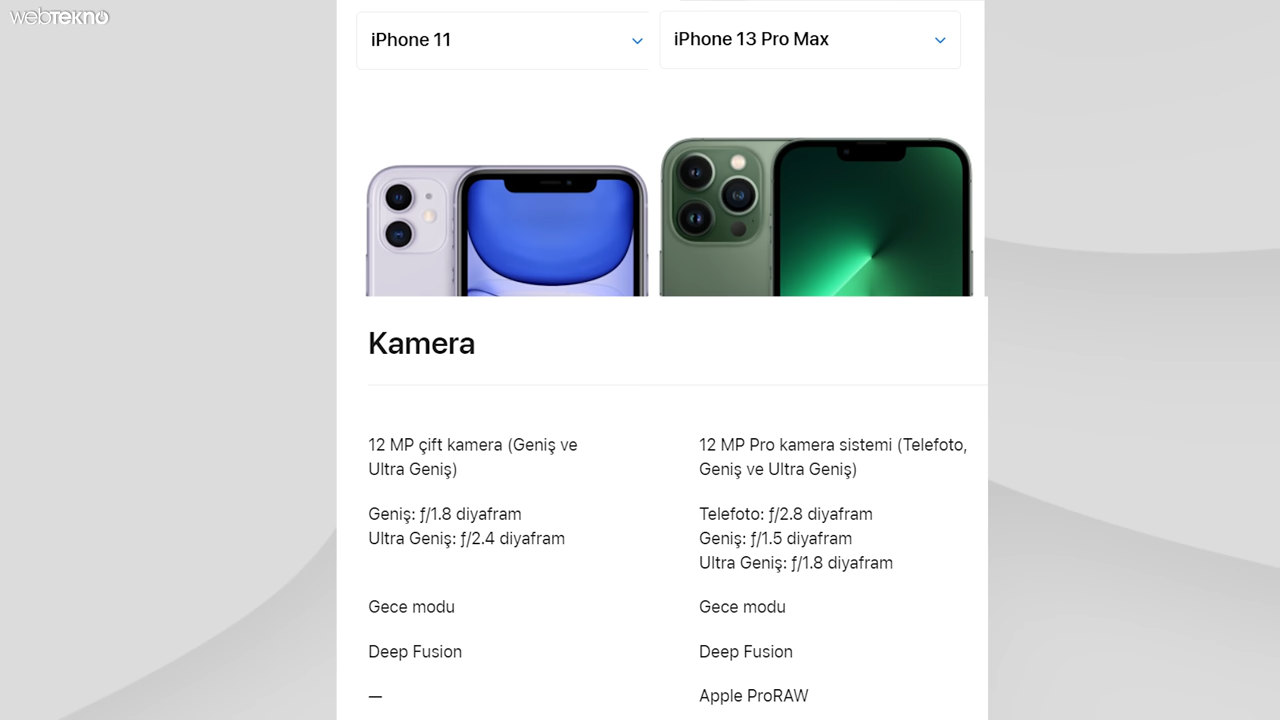 webtekno
iPhone 11
iPhone 13 Pro Max
Kamera
12 MP çift kamera (Geniş ve
Ultra Geniş)
Geniş: ƒ/1.8 diyafram
Ultra Geniş: ƒ/2.4 diyafram
Gece modu
Deep Fusion
—
12 MP Pro kamera sistemi (Telefoto,
Geniş ve Ultra Geniş)
Telefoto: ƒ/2.8 diyafram
Geniş: ƒ/1.5 diyafram
Ultra Geniş: ƒ/1.8 diyafram
Gece modu
Deep Fusion
Apple ProRAW